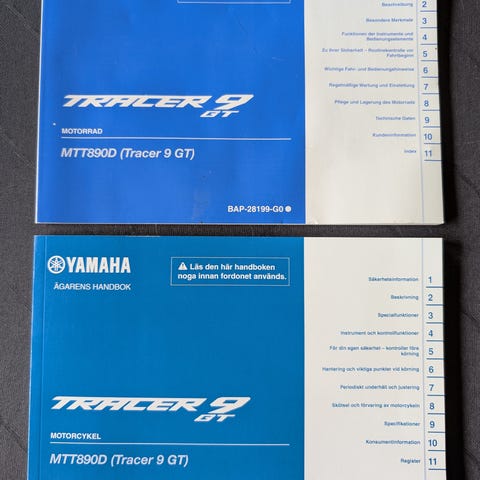 Beschreibung 2
Besondere Merkmale 3
Funktionen der Instrumente und
Bedienungselemente 4
Zu Ihrer Sicherheit – Routinekontrolle vor
Fahrtbeginn 5
Wichtige Fahr- und Bedienungshinweise 6
Regelmäßige Wartung und Einstellung 7
Pflege und Lagerung des Motorrads 8
Technische Daten 9
Kundeninformation 10
Index 11
TRACER 9
GT
MOTORRAD
MTT890D (Tracer 9 GT)
BAP-28199-G0
YAMAHA
ÄGARENS HANDBOK
Läs den här handboken
noga innan fordonet används.
Säkerhetsinformation 1
Beskrivning 2
Specialfunktioner 3
Instrument och kontrollfunktioner 4
För din egen säkerhet – kontroller före
körning 5
Hantering och viktiga punkter vid körning 6
Periodiskt underhåll och justering 7
Skötsel och förvaring av motorcykeln 8
Specifikationer 9
Konsumentinformation 10
Register 11
TRACER 9
GT
MOTORCYKEL
MTT890D (Tracer 9 GT)